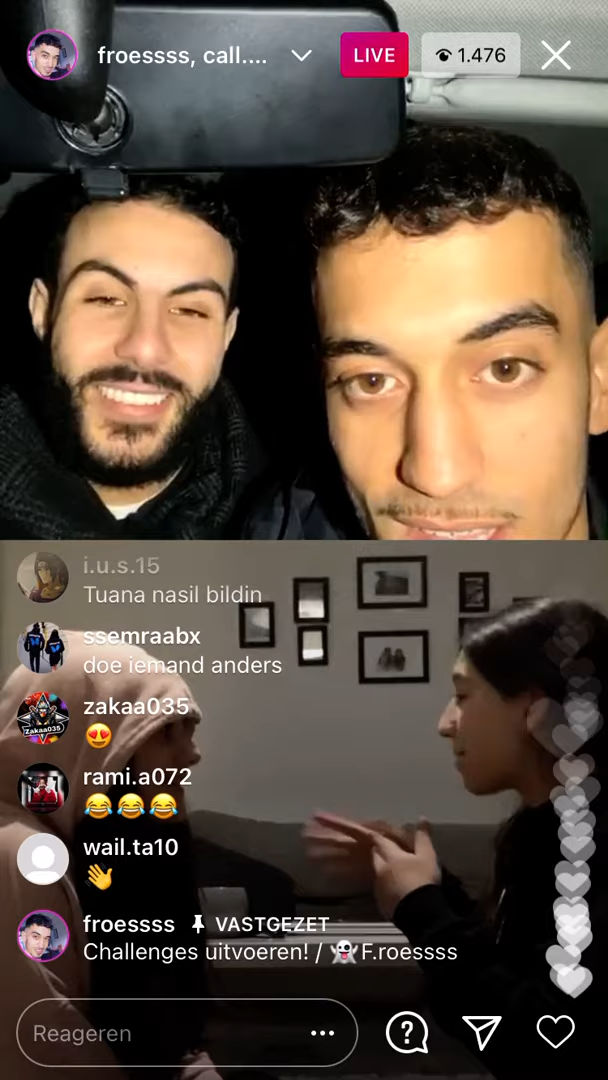 froessss, call....
LIVE
1.476
i.u.s.15
Tuana nasil bildin
ssemraabx
doe iemand anders
zakaa035
😍
rami.a072
😂😂😂
wail.ta10
👋
froessss 📌 VASTGEZET
Challenges uitvoeren! / 👻F.roessss
Reageren
Zakaa035